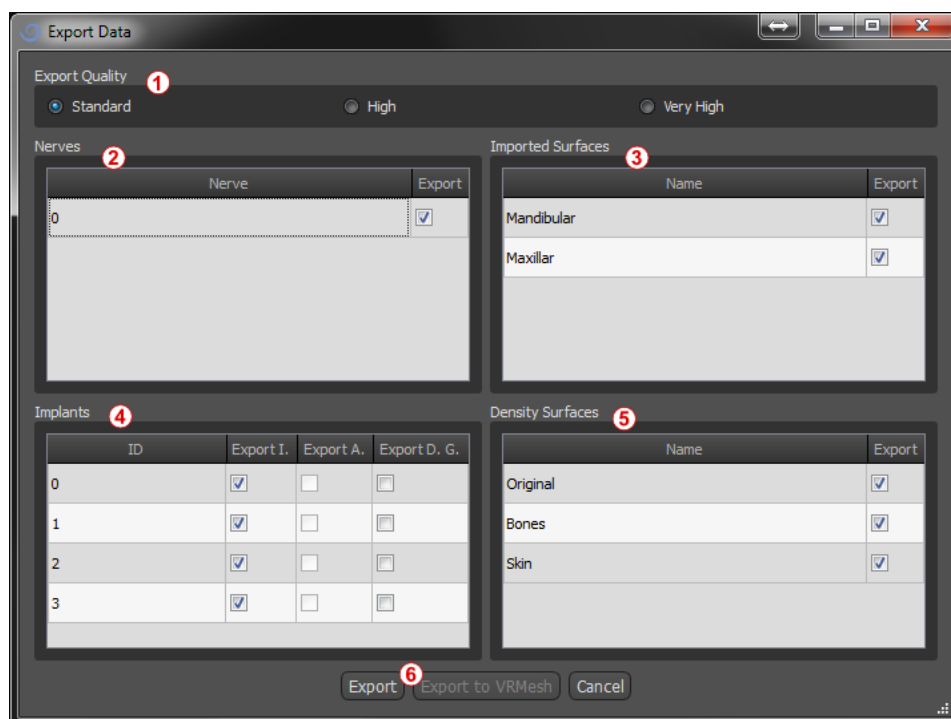 Export Data
Export Quality 1
Standard High Very High
Nerves 2
Nerve Export
0
Imported Surfaces 3
Name Export
Mandibular
Maxillar
Implants 4
ID Export I. Export A. Export D. G.
0
1
2
3
Density Surfaces 5
Name Export
Original
Bones
Skin
6
Export Export to VRMesh Cancel